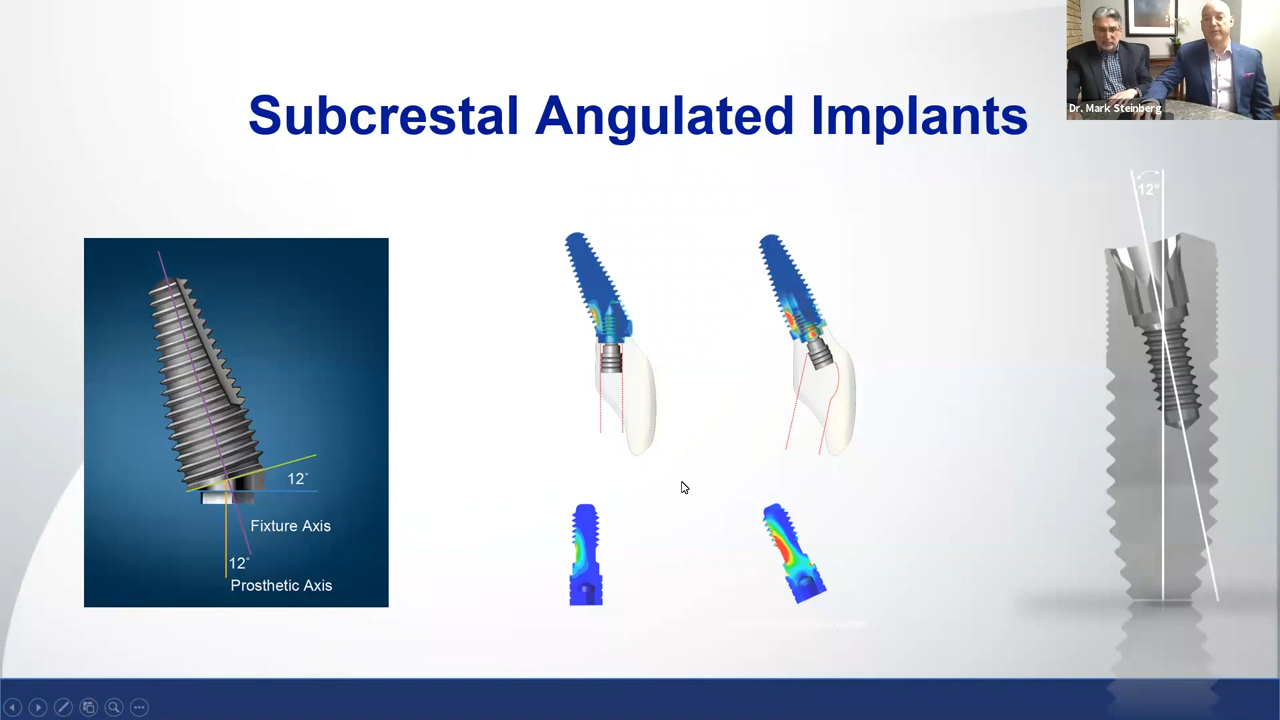 Dr. Mark Steinberg
Subcrestal Angulated Implants
12°
12°
Fixture Axis
12°
Prosthetic Axis